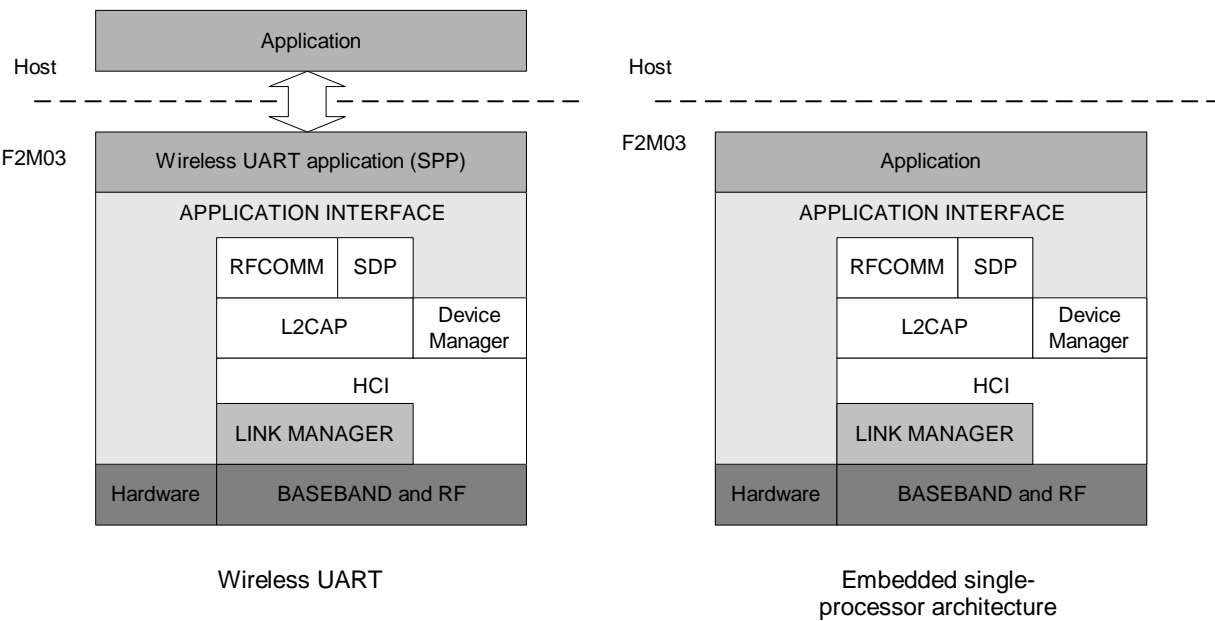 Application
Host
F2M03
Wireless UART application (SPP)
APPLICATION INTERFACE
RFCOMM
SDP
L2CAP
Device
Manager
HCI
LINK MANAGER
Hardware
BASEBAND and RF
Wireless UART
Host
F2M03
Application
APPLICATION INTERFACE
RFCOMM
SDP
L2CAP
Device
Manager
HCI
LINK MANAGER
Hardware
BASEBAND and RF
Embedded single-
processor architecture